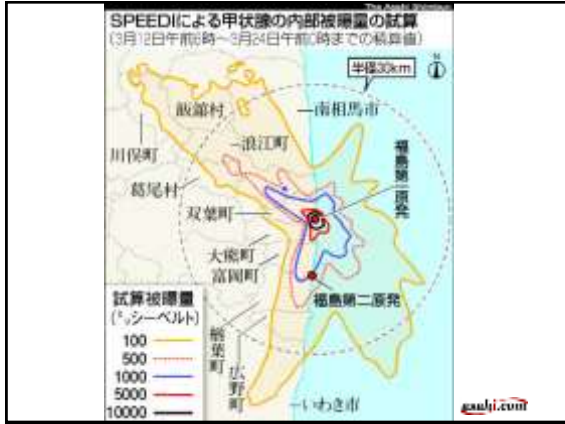 The Asahi Shimbun
SPEEDIによる甲状腺の内部被曝量の試算
(3月12日午前6時~3月24日午前0時までの積算値)
半径30km
N
飯舘村
南相馬市
川俣町
浪江町
福島第一原発
葛尾村
双葉町
大熊町
富岡町
福島第二原発
試算被曝量
(ミリシーベルト)
100
500
1000
5000
10000
楢葉町
広野町
いわき市
asahi.com